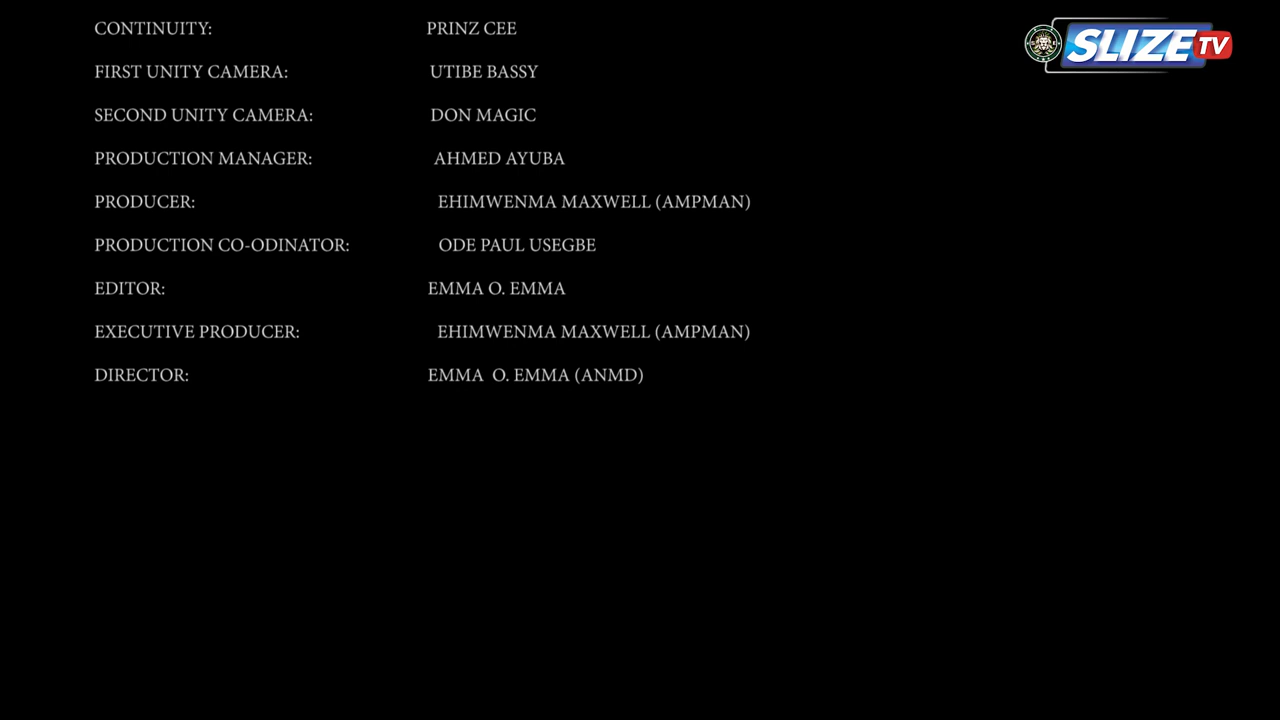 CONTINUITY: PRINZ CEE
FIRST UNITY CAMERA: UTIBE BASSY
SECOND UNITY CAMERA: DON MAGIC
PRODUCTION MANAGER: AHMED AYUBA
PRODUCER: EHIMWENMA MAXWELL (AMPMAN)
PRODUCTION CO-ODINATOR: ODE PAUL USEGBE
EDITOR: EMMA O. EMMA
EXECUTIVE PRODUCER: EHIMWENMA MAXWELL (AMPMAN)
DIRECTOR: EMMA O. EMMA (ANMD)
SLIZE TV